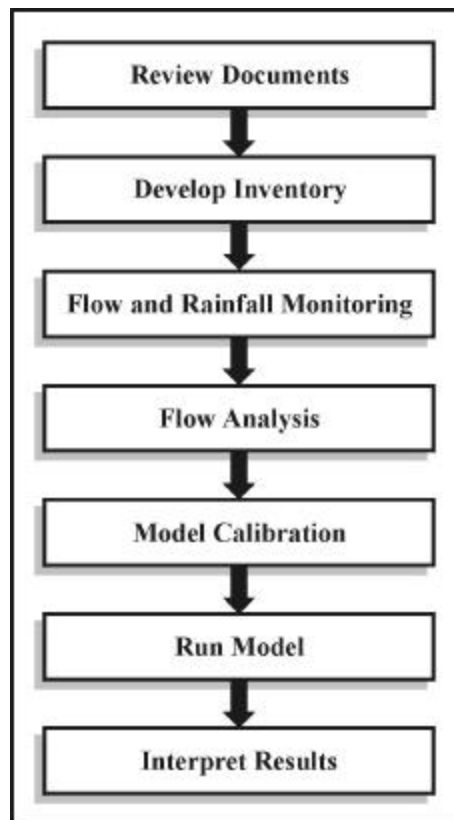 Review Documents
Develop Inventory
Flow and Rainfall Monitoring
Flow Analysis
Model Calibration
Run Model
Interpret Results